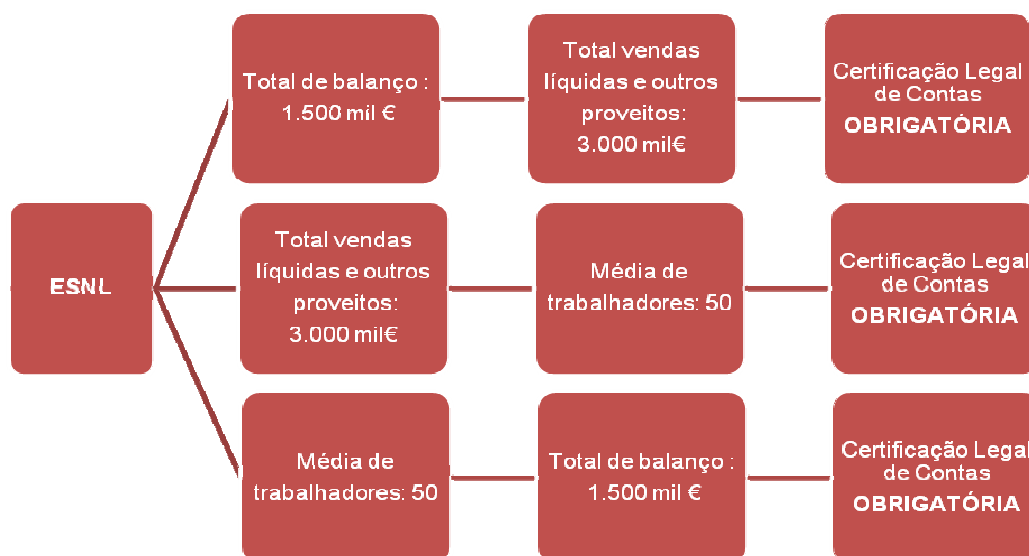 Total de balanço :
1.500 mil €
Total vendas
líquidas e outros
proveitos:
3.000 mil€
Certificação Legal
de Contas
OBRIGATÓRIA
ESNL
Total vendas
líquidas e outros
proveitos:
3.000 mil€
Média de
trabalhadores: 50
Certificação Legal
de Contas
OBRIGATÓRIA
Média de
trabalhadores: 50
Total de balanço :
1.500 mil €
Certificação Legal
de Contas
OBRIGATÓRIA